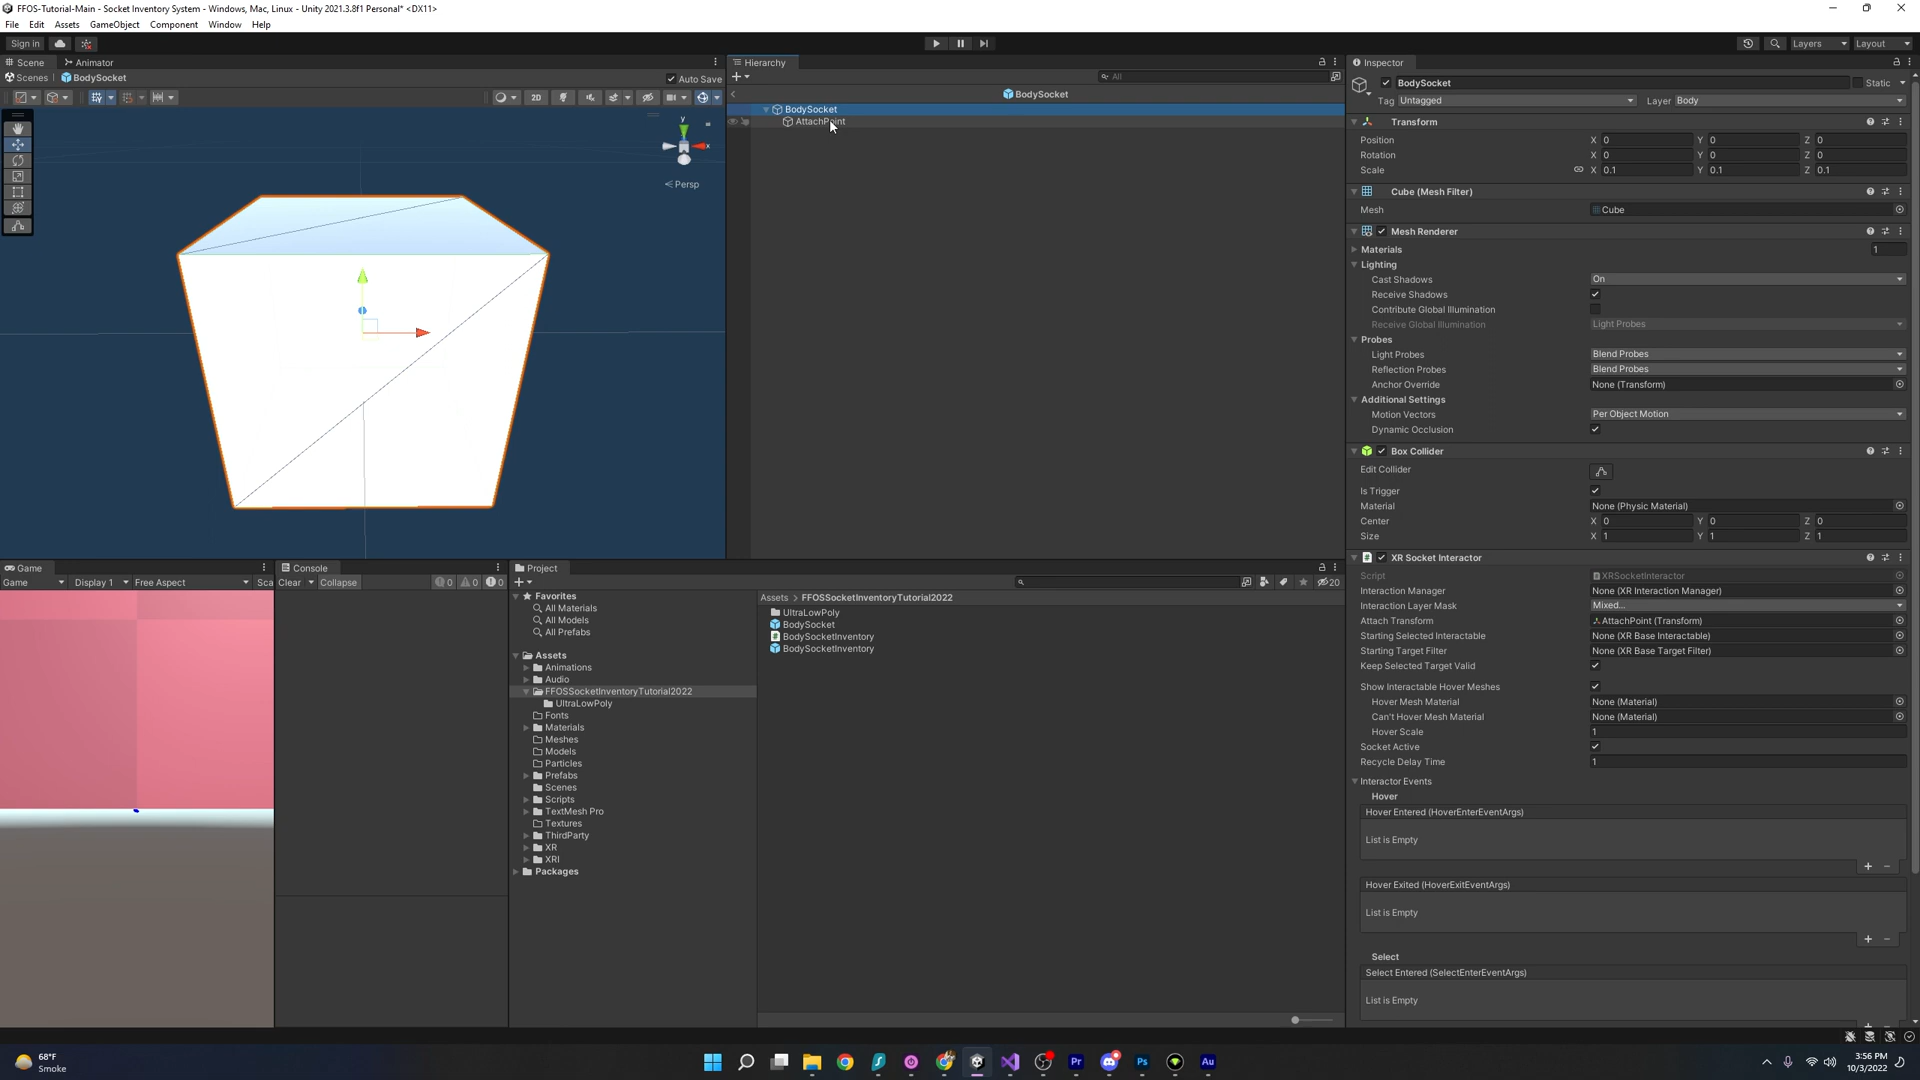 FFOS-Tutorial-Main - Socket Inventory System - Windows, Mac, Linux - Unity 2021.3.8f1 Personal* <DX11>
File Edit Assets GameObject Component Window Help
Sign in
Layers
Layout
Scene
Animator
Scenes
BodySocket
Auto Save
2D
y
x
Persp
Hierarchy
All
BodySocket
BodySocket
AttachPoint
Inspector
BodySocket
Static
Tag Untagged
Layer Body
Transform
Position X 0 Y 0 Z 0
Rotation X 0 Y 0 Z 0
Scale X 0.1 Y 0.1 Z 0.1
Cube (Mesh Filter)
Mesh Cube
Mesh Renderer
Materials 1
Lighting
Cast Shadows On
Receive Shadows
Contribute Global Illumination
Receive Global Illumination Light Probes
Probes
Light Probes Blend Probes
Reflection Probes Blend Probes
Anchor Override None (Transform)
Additional Settings
Motion Vectors Per Object Motion
Dynamic Occlusion
Box Collider
Edit Collider
Is Trigger
Material None (Physic Material)
Center X 0 Y 0 Z 0
Size X 1 Y 1 Z 1
XR Socket Interactor
Script XRSocketInteractor
Interaction Manager None (XR Interaction Manager)
Interaction Layer Mask Mixed...
Attach Transform AttachPoint (Transform)
Starting Selected Interactable None (XR Base Interactable)
Starting Target Filter None (XR Base Target Filter)
Keep Selected Target Valid
Show Interactable Hover Meshes
Hover Mesh Material None (Material)
Can't Hover Mesh Material None (Material)
Hover Scale 1
Socket Active
Recycle Delay Time 1
Interactor Events
Hover
Hover Entered (HoverEnterEventArgs)
List is Empty
+ −
Hover Exited (HoverExitEventArgs)
List is Empty
+ −
Select
Select Entered (SelectEnterEventArgs)
List is Empty
Game
Game Display 1 Free Aspect Sca
Console
Clear Collapse 0 0 0
Project
20
Favorites
All Materials
All Models
All Prefabs
Assets
Animations
Audio
FFOSSocketInventoryTutorial2022
UltraLowPoly
Fonts
Materials
Meshes
Models
Particles
Prefabs
Scenes
Scripts
TextMesh Pro
Textures
ThirdParty
XR
XRI
Packages
Assets > FFOSSocketInventoryTutorial2022
UltraLowPoly
BodySocket
BodySocketInventory
BodySocketInventory
68°F
Smoke
Pr
Ps
Au
3:56 PM
10/3/2022